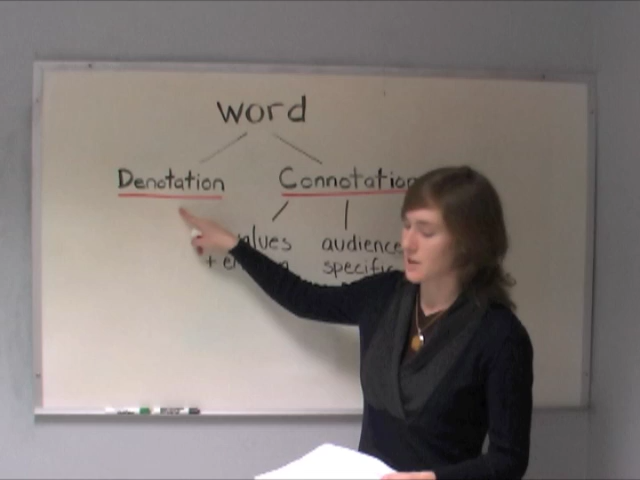 word
Denotation Connotation
audience
+ specific